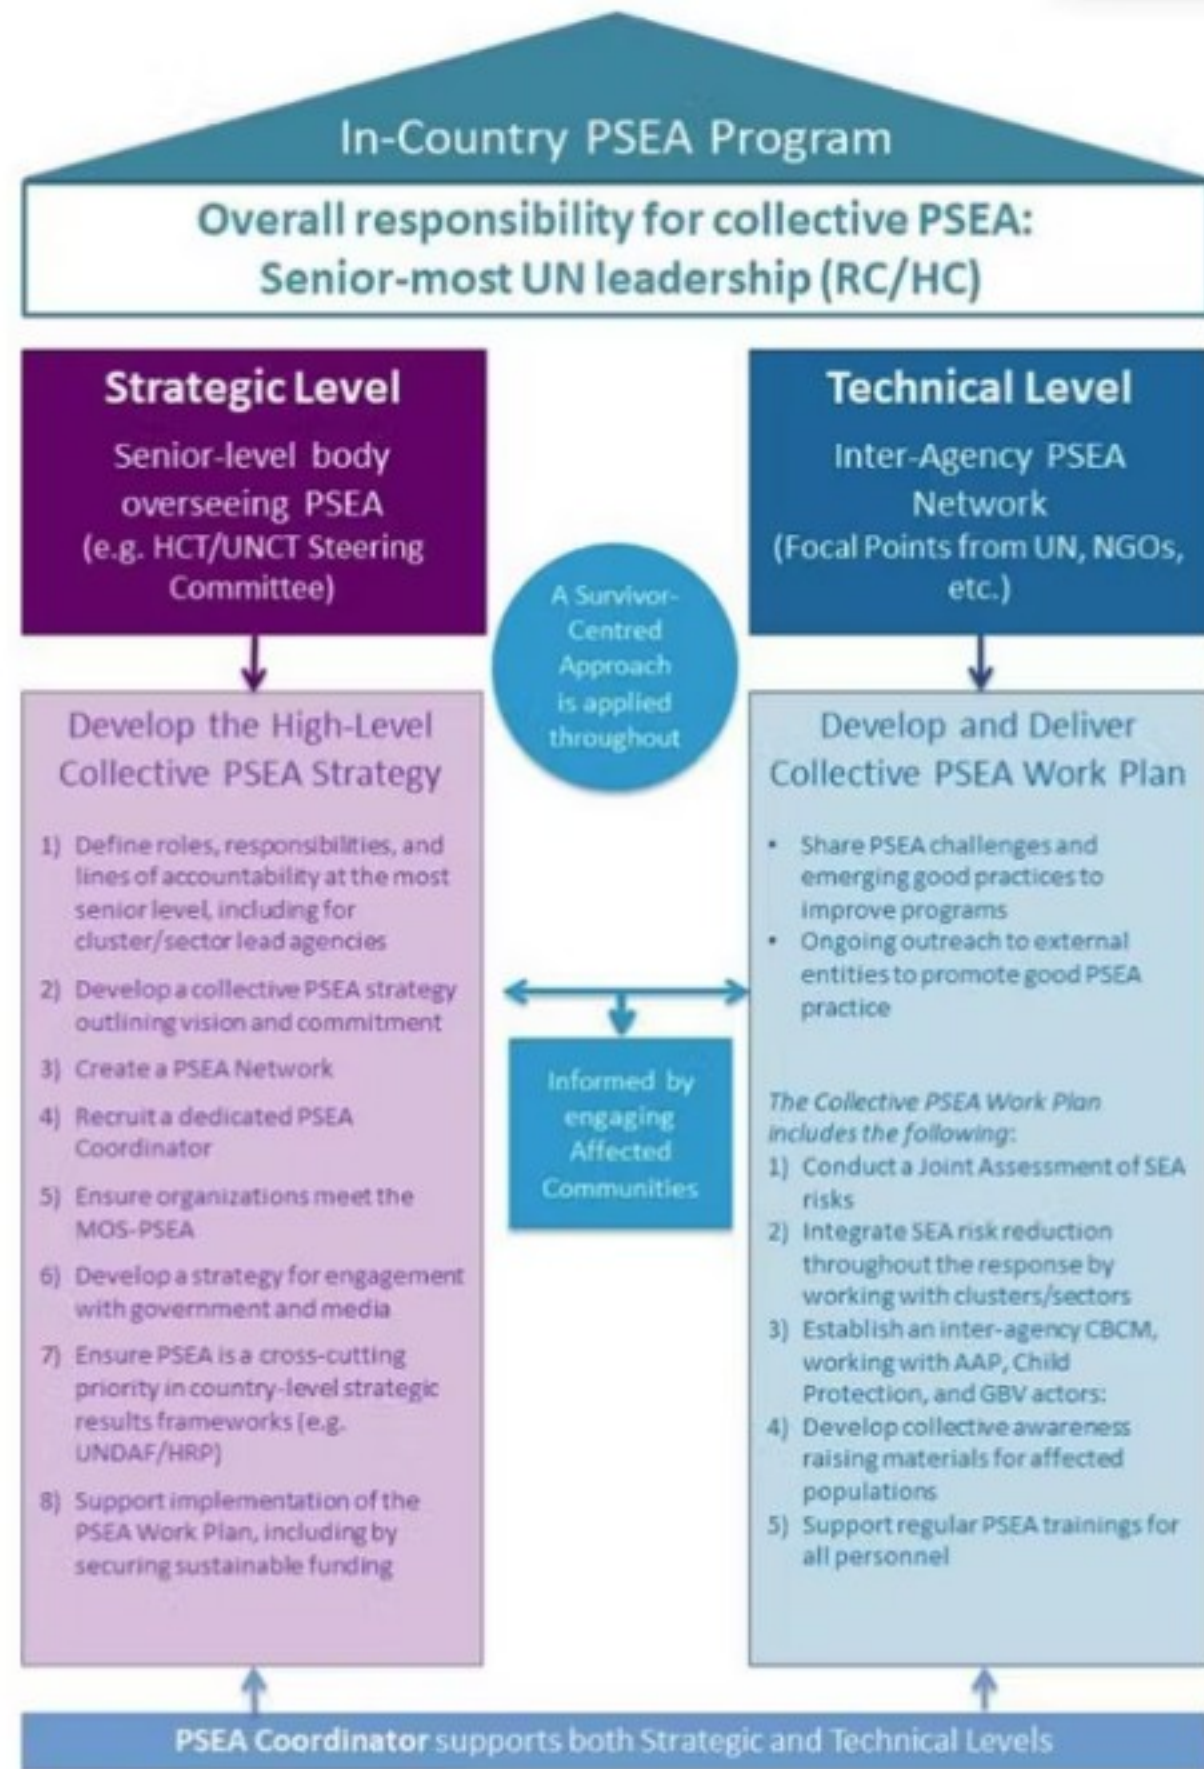 In-Country PSEA Program
Overall responsibility for collective PSEA:
Senior-most UN leadership (RC/HC)
Strategic Level
Senior-level body
overseeing PSEA
(e.g. HCT/UNCT Steering
Committee)
Technical Level
Inter-Agency PSEA
Network
(Focal Points from UN, NGOs,
etc.)
A Survivor-
Centred
Approach
is applied
throughout
Develop the High-Level
Collective PSEA Strategy
1) Define roles, responsibilities, and
lines of accountability at the most
senior level, including for
cluster/sector lead agencies
2) Develop a collective PSEA strategy
outlining vision and commitment
3) Create a PSEA Network
4) Recruit a dedicated PSEA
Coordinator
5) Ensure organizations meet the
MOS-PSEA
6) Develop a strategy for engagement
with government and media
7) Ensure PSEA is a cross-cutting
priority in country-level strategic
results frameworks (e.g.
UNDAF/HRP)
8) Support implementation of the
PSEA Work Plan, including by
securing sustainable funding
Informed by
engaging
Affected
Communities
Develop and Deliver
Collective PSEA Work Plan
• Share PSEA challenges and
emerging good practices to
improve programs
• Ongoing outreach to external
entities to promote good PSEA
practice
The Collective PSEA Work Plan
includes the following:
1) Conduct a Joint Assessment of SEA
risks
2) Integrate SEA risk reduction
throughout the response by
working with clusters/sectors
3) Establish an inter-agency CBCM,
working with AAP, Child
Protection, and GBV actors:
4) Develop collective awareness
raising materials for affected
populations
5) Support regular PSEA trainings for
all personnel
PSEA Coordinator supports both Strategic and Technical Levels